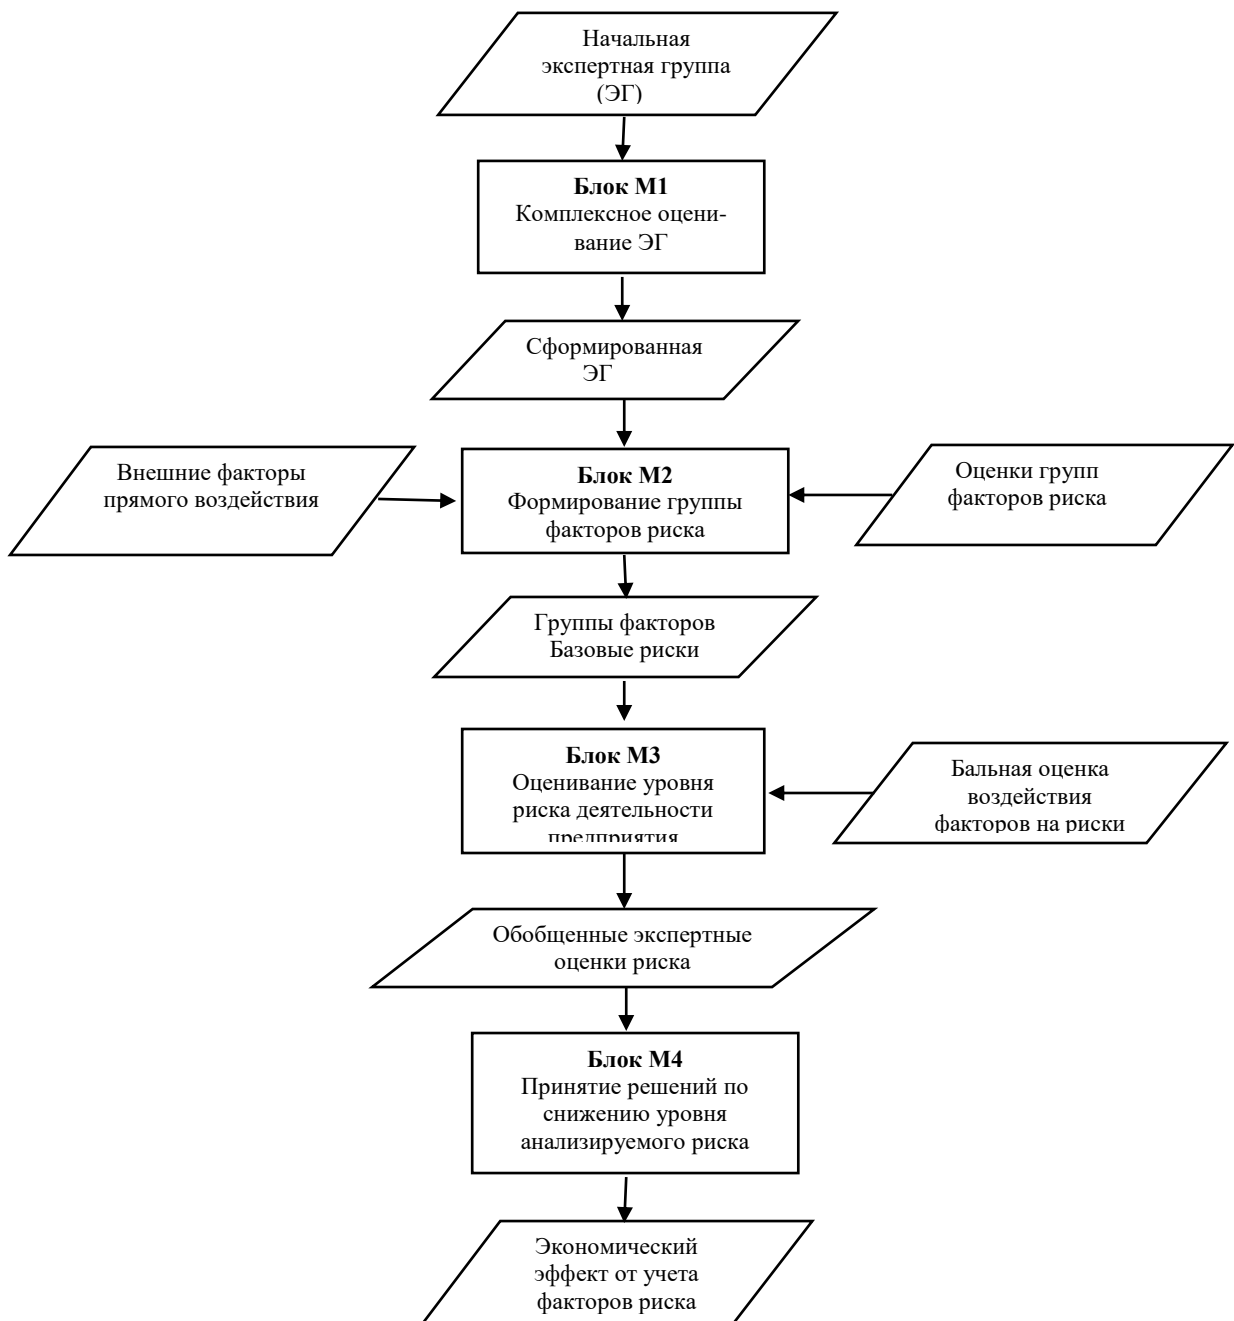 Начальная
экспертная группа
(ЭГ)
Блок М1
Комплексное оцени-
вание ЭГ
Сформированная
ЭГ
Внешние факторы
прямого воздействия
Блок М2
Формирование группы
факторов риска
Оценки групп
факторов риска
Группы факторов
Базовые риски
Блок М3
Оценивание уровня
риска деятельности
предприятия
Бальная оценка
воздействия
факторов на риски
Обобщенные экспертные
оценки риска
Блок М4
Принятие решений по
снижению уровня
анализируемого риска
Экономический
эффект от учета
факторов риска